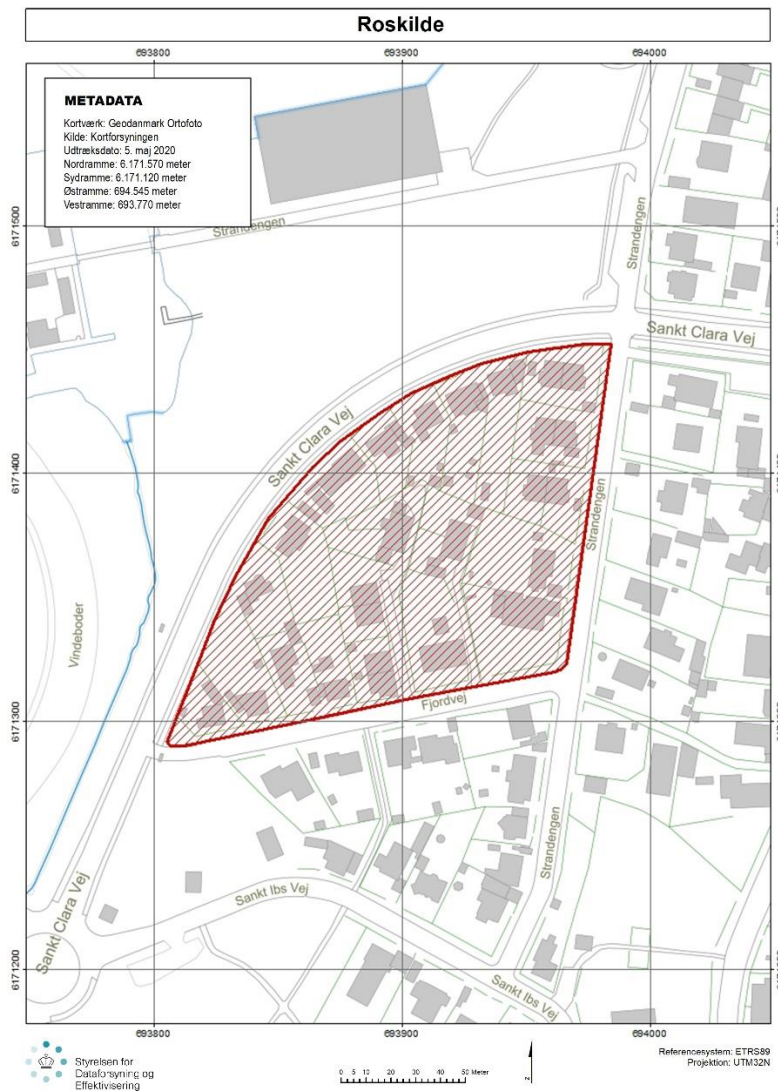 Roskilde
693800
693900
694000
METADATA
Kortværk: Geodanmark Ortofoto
Kilde: Kortforsyningen
Udtræksdato: 5. maj 2020
Nordramme: 6.171.570 meter
Sydramme: 6.171.120 meter
Østramme: 694.545 meter
Vestramme: 693.770 meter
6171500
Strandengen
Strandengen
Sankt Clara Vej
Sankt Clara Vej
6171400
Strandengen
Vindeboder
6171300
Fjordvej
Strandengen
Sankt Clara Vej
Sankt Ibs Vej
Sankt Ibs Vej
6171200
693800
693900
694000
Styrelsen for
Dataforsyning og
Effektivisering
0 5 10 20 30 40 50 Meter
Referencesystem: ETRS89
Projektion: UTM32N